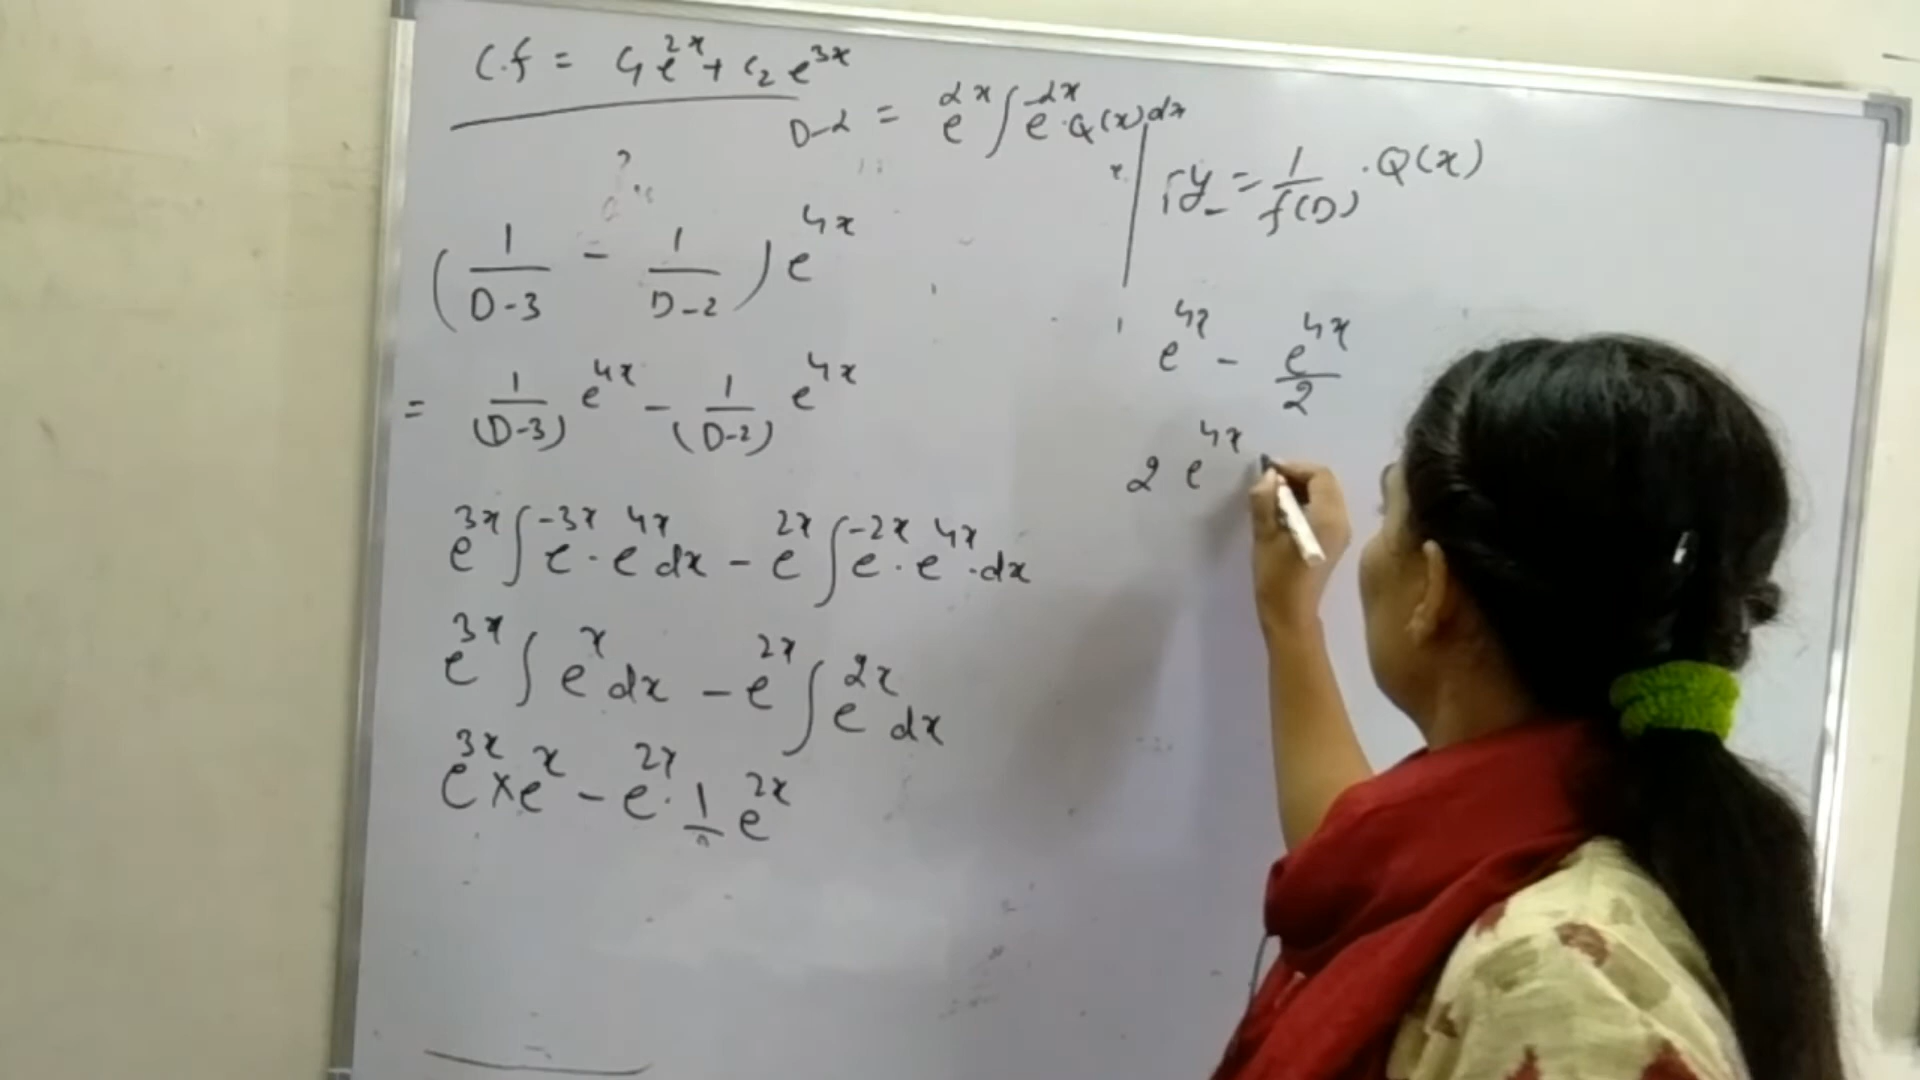 C.f = C₁e^{2x} + C₂e^{3x}
D-α = e^{αx} ∫ e^{-αx}·Q(x)dx
(1/(D-3) - 1/(D-2)) e^{4x}
= 1/(D-3) e^{4x} - 1/(D-2) e^{4x}
e^{3x} ∫ e^{-3x}·e^{4x} dx - e^{2x} ∫ e^{-2x}·e^{4x}·dx
e^{3x} ∫ e^{x} dx - e^{2x} ∫ e^{2x} dx
e^{3x} × e^{x} - e^{2x}·1/2 e^{2x}
y = 1/f(D) ·Q(x)
e^{4x} - e^{4x}/2
2 e^{4x}